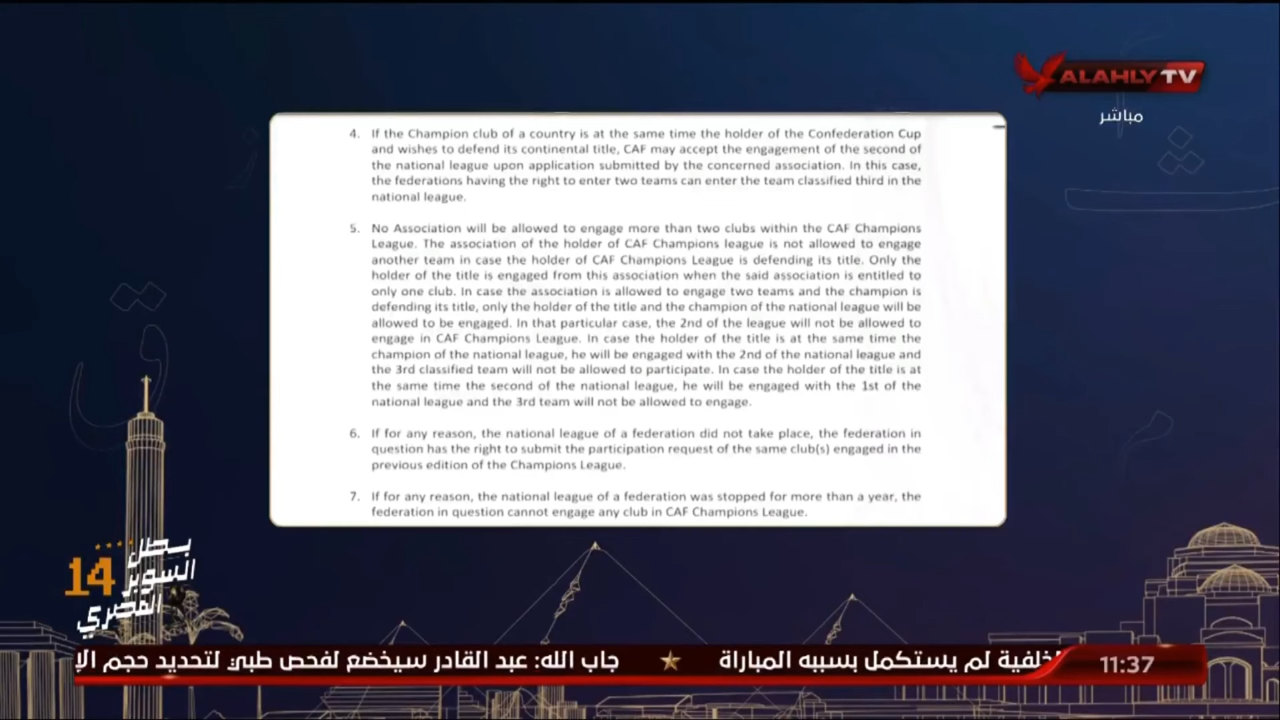 ALAHLY TV
مباشر
4. If the Champion club of a country is at the same time the holder of the Confederation Cup
and wishes to defend its continental title, CAF may accept the engagement of the second of
the national league upon application submitted by the concerned association. In this case,
the federations having the right to enter two teams can enter the team classified third in the
national league.
5. No Association will be allowed to engage more than two clubs within the CAF Champions
League. The association of the holder of CAF Champions league is not allowed to engage
another team in case the holder of CAF Champions League is defending its title. Only the
holder of the title is engaged from this association when the said association is entitled to
only one club. In case the association is allowed to engage two teams and the champion is
defending its title, only the holder of the title and the champion of the national league will be
allowed to be engaged. In that particular case, the 2nd of the league will not be allowed to
engage in CAF Champions League. In case the holder of the title is at the same time the
champion of the national league, he will be engaged with the 2nd of the national league and
the 3rd classified team will not be allowed to participate. In case the holder of the title is at
the same time the second of the national league, he will be engaged with the 1st of the
national league and the 3rd team will not be allowed to engage.
6. If for any reason, the national league of a federation did not take place, the federation in
question has the right to submit the participation request of the same club(s) engaged in the
previous edition of the Champions League.
7. If for any reason, the national league of a federation was stopped for more than a year, the
federation in question cannot engage any club in CAF Champions League.
بطل
السوبر 14
المصري
لخلفية لم يستكمل بسببه المباراة ★ جاب الله: عبد القادر سيخضع لفحص طبي لتحديد حجم الإ
11:37